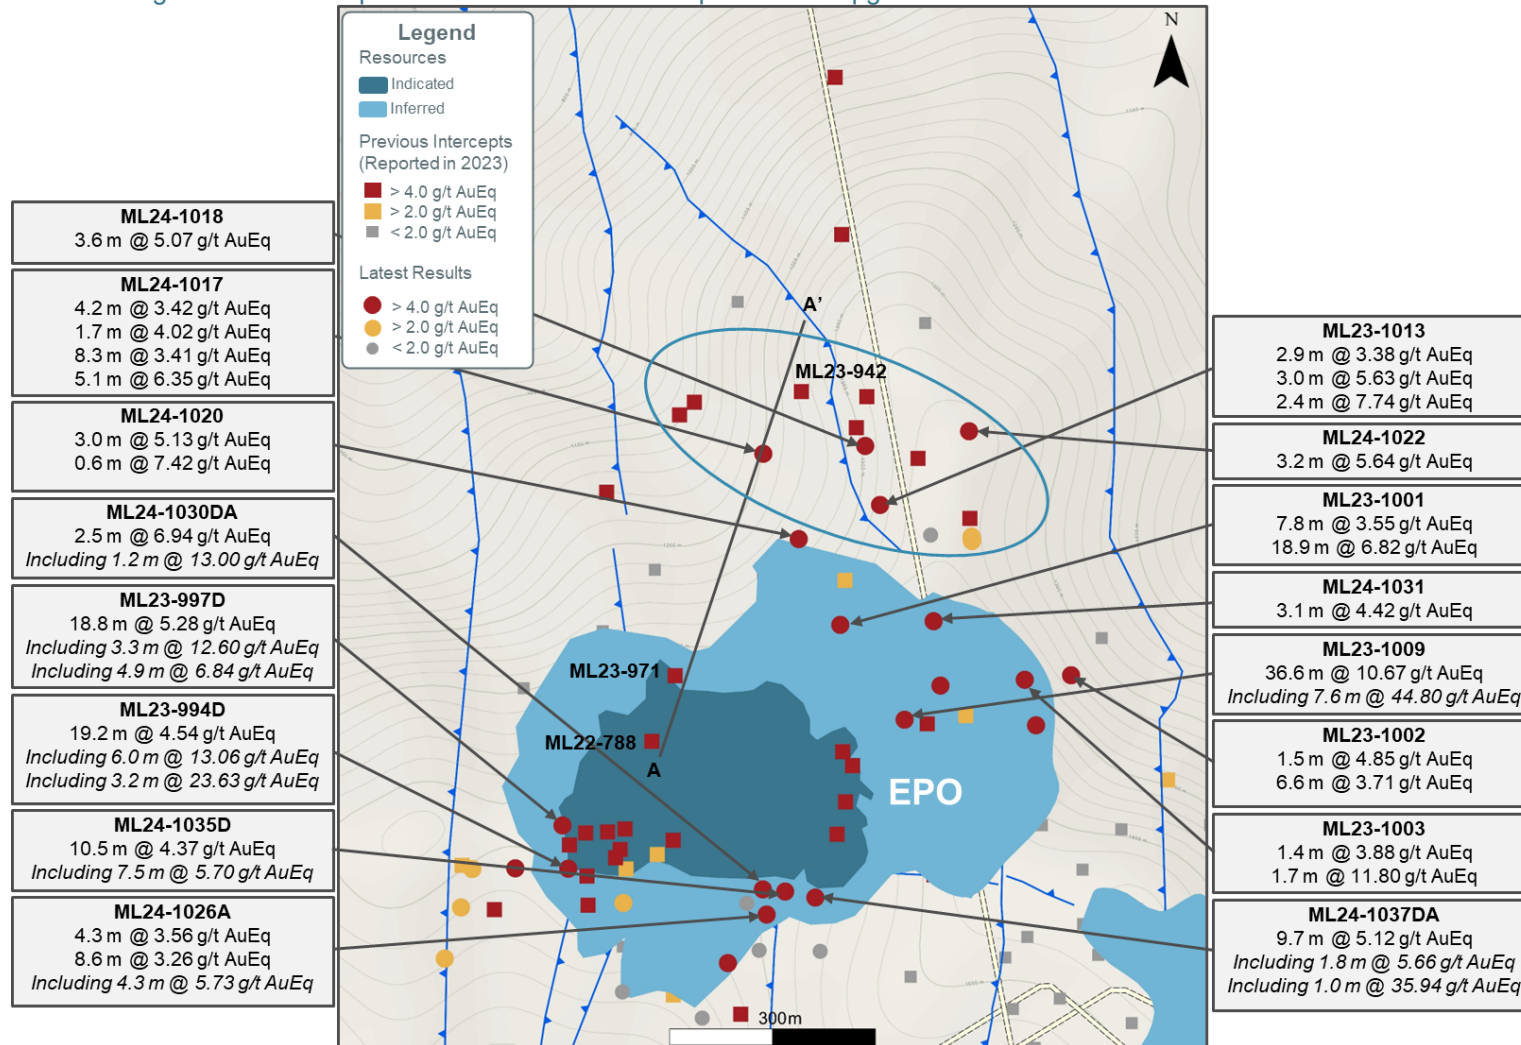 Legend
Resources
Indicated
Inferred
Previous Intercepts
(Reported in 2023)
> 4.0 g/t AuEq
> 2.0 g/t AuEq
< 2.0 g/t AuEq
Latest Results
> 4.0 g/t AuEq
> 2.0 g/t AuEq
< 2.0 g/t AuEq
N
ML24-1018
3.6 m @ 5.07 g/t AuEq
ML24-1017
4.2 m @ 3.42 g/t AuEq
1.7 m @ 4.02 g/t AuEq
8.3 m @ 3.41 g/t AuEq
5.1 m @ 6.35 g/t AuEq
ML24-1020
3.0 m @ 5.13 g/t AuEq
0.6 m @ 7.42 g/t AuEq
ML24-1030DA
2.5 m @ 6.94 g/t AuEq
Including 1.2 m @ 13.00 g/t AuEq
ML23-997D
18.8 m @ 5.28 g/t AuEq
Including 3.3 m @ 12.60 g/t AuEq
Including 4.9 m @ 6.84 g/t AuEq
ML23-994D
19.2 m @ 4.54 g/t AuEq
Including 6.0 m @ 13.06 g/t AuEq
Including 3.2 m @ 23.63 g/t AuEq
ML24-1035D
10.5 m @ 4.37 g/t AuEq
Including 7.5 m @ 5.70 g/t AuEq
ML24-1026A
4.3 m @ 3.56 g/t AuEq
8.6 m @ 3.26 g/t AuEq
Including 4.3 m @ 5.73 g/t AuEq
A'
ML23-942
ML23-971
ML22-788
A
EPO
300m
ML23-1013
2.9 m @ 3.38 g/t AuEq
3.0 m @ 5.63 g/t AuEq
2.4 m @ 7.74 g/t AuEq
ML24-1022
3.2 m @ 5.64 g/t AuEq
ML23-1001
7.8 m @ 3.55 g/t AuEq
18.9 m @ 6.82 g/t AuEq
ML24-1031
3.1 m @ 4.42 g/t AuEq
ML23-1009
36.6 m @ 10.67 g/t AuEq
Including 7.6 m @ 44.80 g/t AuEq
ML23-1002
1.5 m @ 4.85 g/t AuEq
6.6 m @ 3.71 g/t AuEq
ML23-1003
1.4 m @ 3.88 g/t AuEq
1.7 m @ 11.80 g/t AuEq
ML24-1037DA
9.7 m @ 5.12 g/t AuEq
Including 1.8 m @ 5.66 g/t AuEq
Including 1.0 m @ 35.94 g/t AuEq